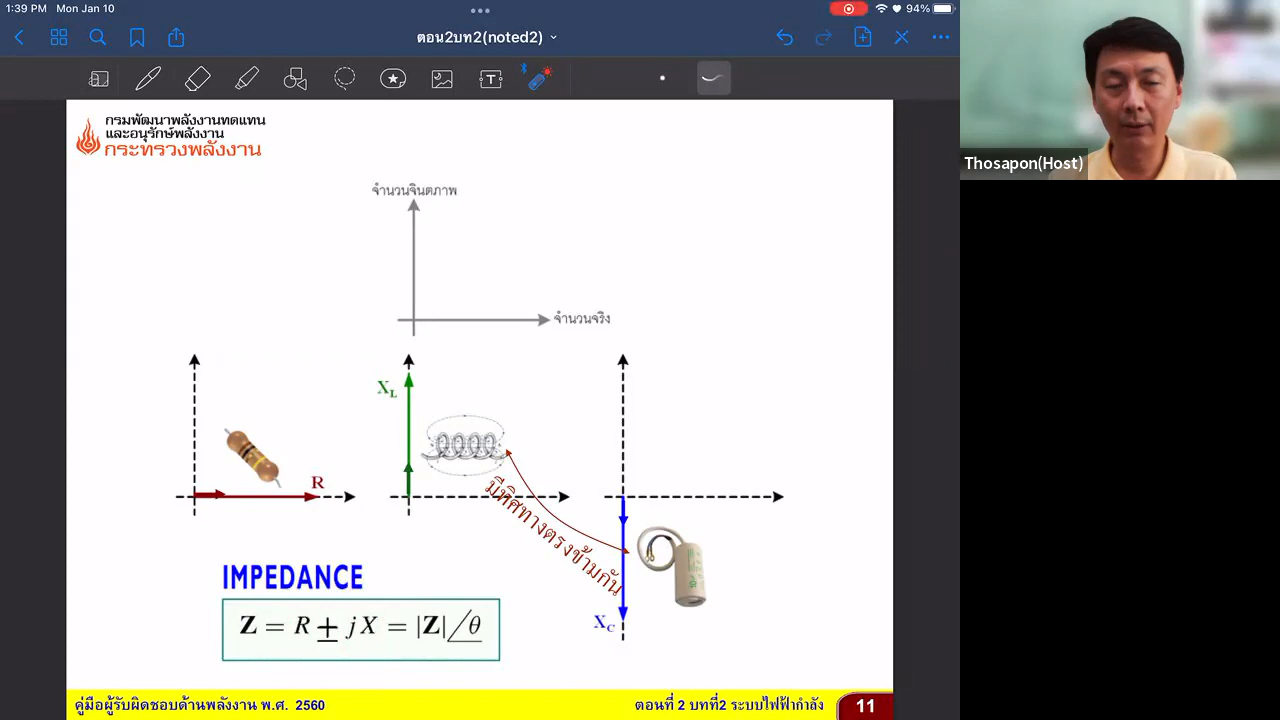 1:39 PM Mon Jan 10
94%
ตอน2บท2(noted2)
T
Thosapon(Host)
กรมพัฒนาพลังงานทดแทน
และอนุรักษ์พลังงาน
กระทรวงพลังงาน
จำนวนจินตภาพ
จำนวนจริง
R
XL
มีทิศทางตรงข้ามกัน
XC
IMPEDANCE
Z = R ± jX = |Z|∠θ
คู่มือผู้รับผิดชอบด้านพลังงาน พ.ศ. 2560
ตอนที่ 2 บทที่2 ระบบไฟฟ้ากำลัง
11